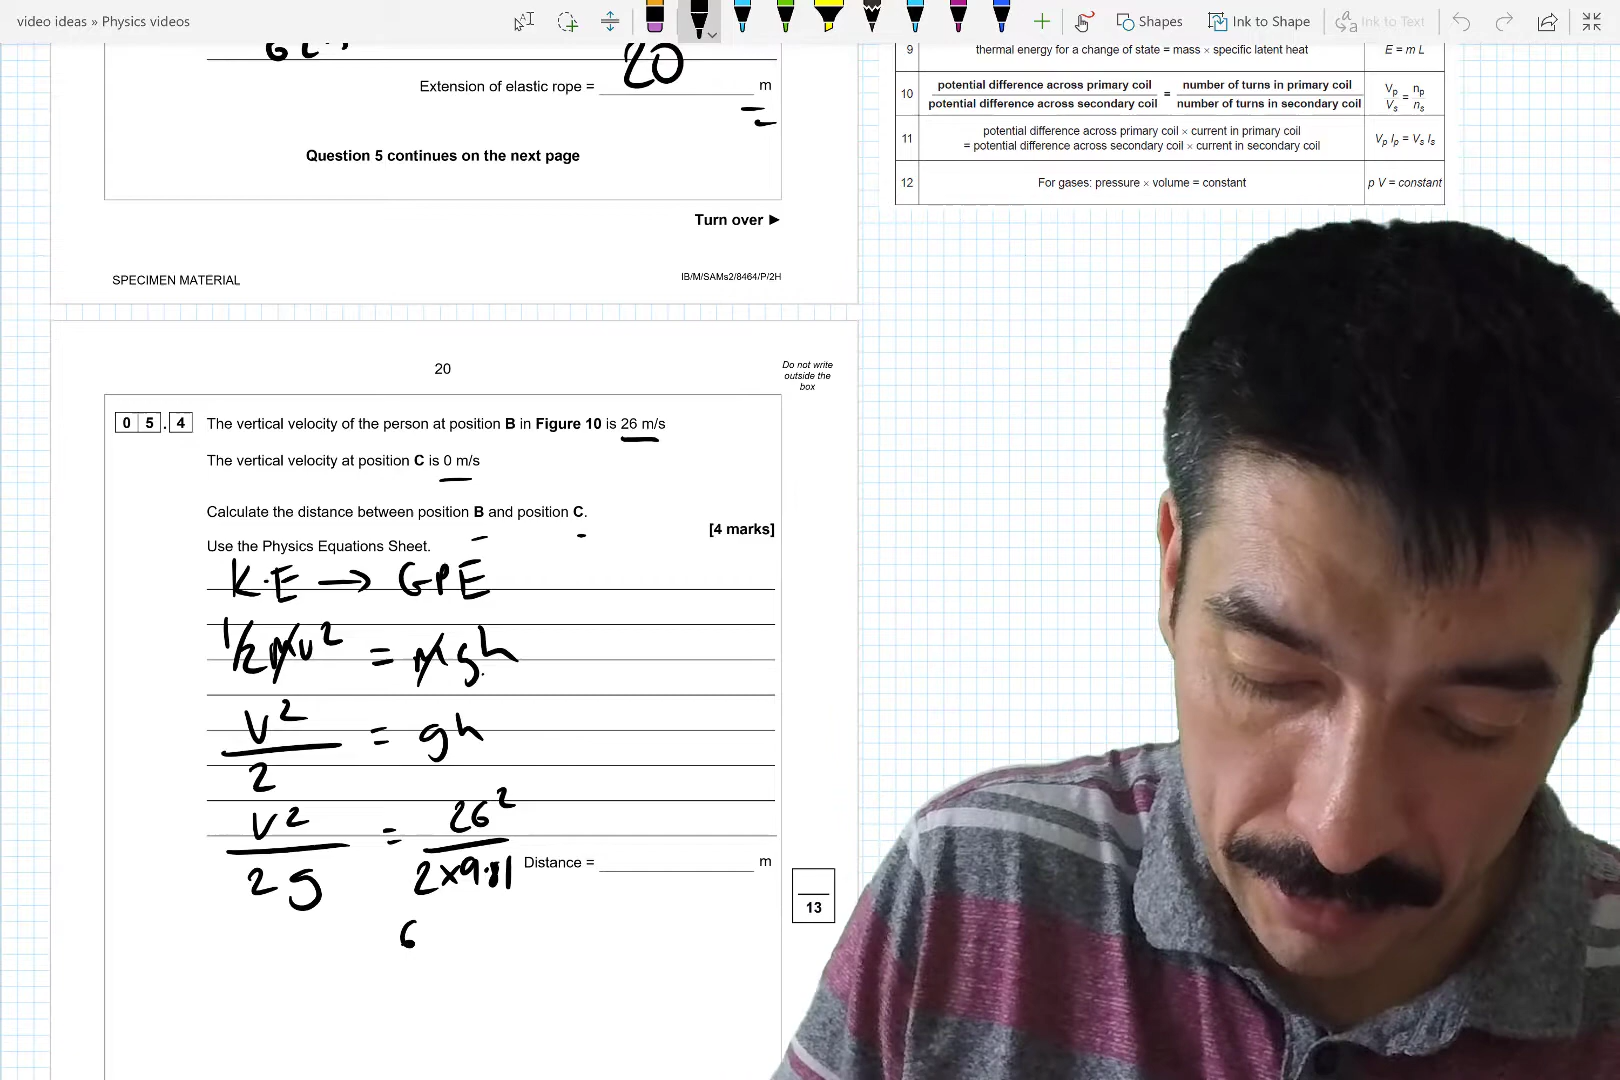 video ideas » Physics videos
Shapes
Ink to Shape
Ink to Text
Extension of elastic rope = 20 m
Question 5 continues on the next page
Turn over ►
SPECIMEN MATERIAL
IB/M/SAMs2/8464/P/2H
9 thermal energy for a change of state = mass × specific latent heat E = m L
10 potential difference across primary coil / potential difference across secondary coil = number of turns in primary coil / number of turns in secondary coil Vp / Vs = np / ns
11 potential difference across primary coil × current in primary coil
= potential difference across secondary coil × current in secondary coil Vp Ip = Vs Is
12 For gases: pressure × volume = constant p V = constant
20
Do not write
outside the
box
0 5 . 4 The vertical velocity of the person at position B in Figure 10 is 26 m/s
The vertical velocity at position C is 0 m/s
Calculate the distance between position B and position C.
[4 marks]
Use the Physics Equations Sheet.
K.E → GPE
1/2 mv² = mgh
v²/2 = gh
v²/2g = 26²/2×9.81
Distance = m
13
6